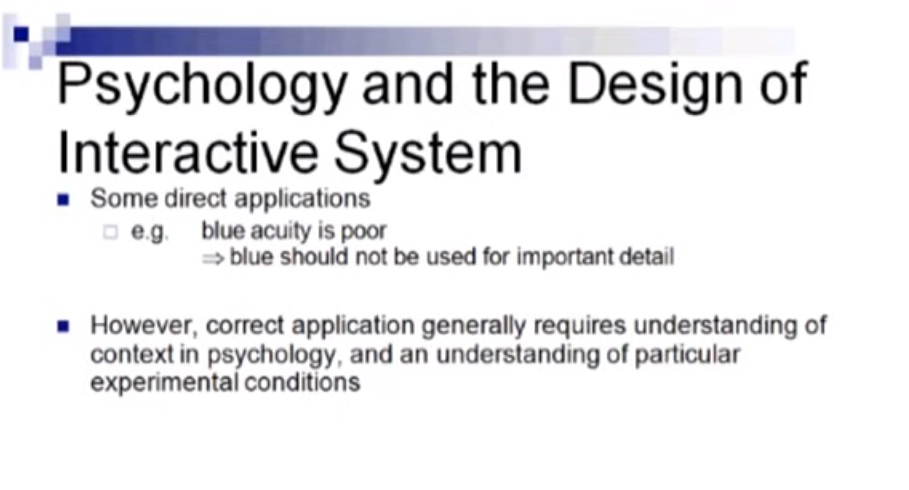 Psychology and the Design of
Interactive System
Some direct applications
e.g. blue acuity is poor
⇒ blue should not be used for important detail
However, correct application generally requires understanding of
context in psychology, and an understanding of particular
experimental conditions